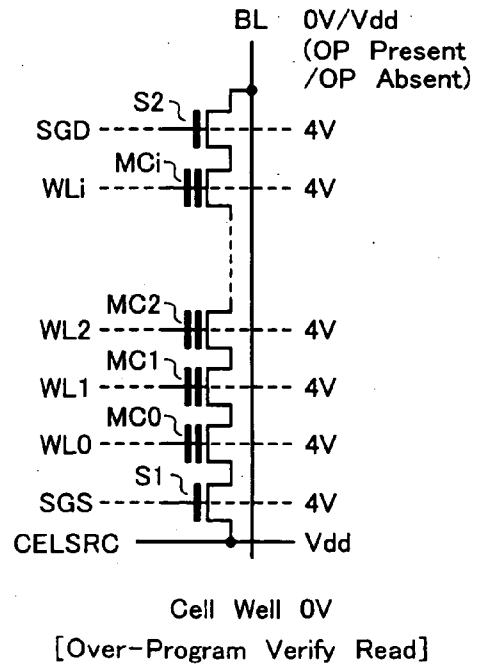 BL 0V/Vdd
(OP Present
/OP Absent)
S2
SGD 4V
MCi
WLi 4V
MC2
WL2 4V
MC1
WL1 4V
MC0
WL0 4V
S1
SGS 4V
CELSRC Vdd
Cell Well 0V
[Over-Program Verify Read]